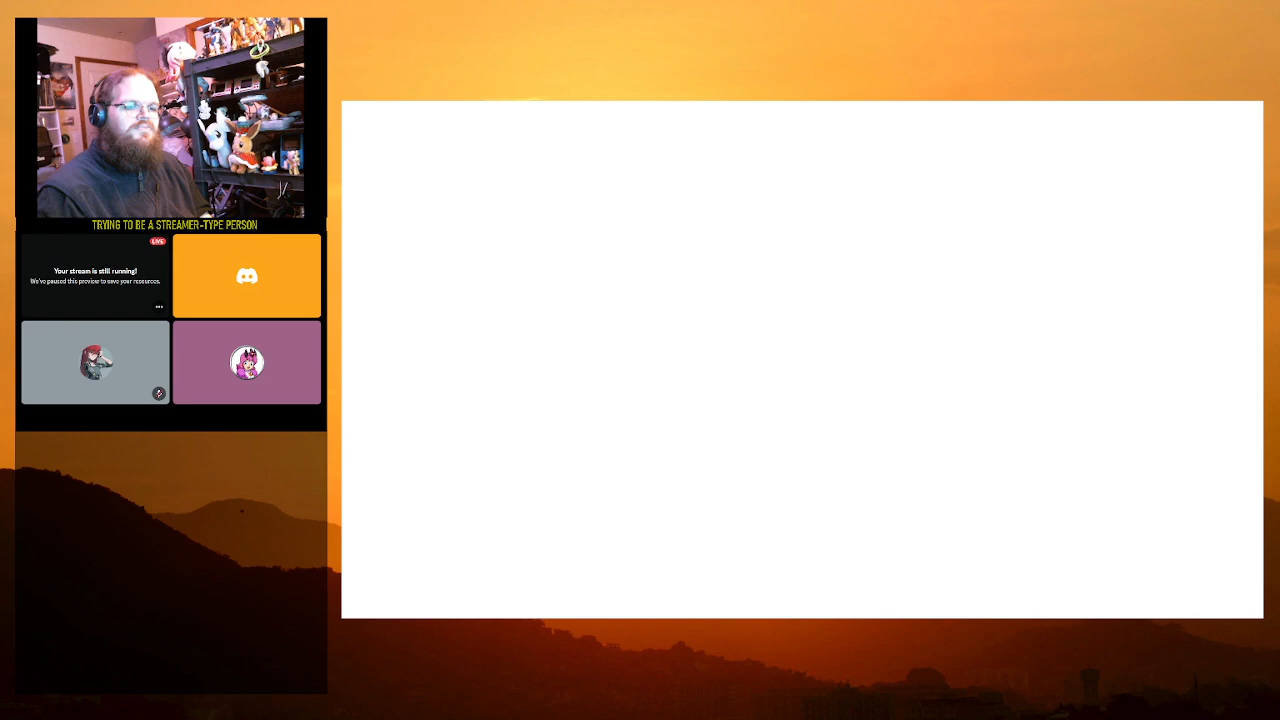 TRYING TO BE A STREAMER-TYPE PERSON
LIVE
Your stream is still running!
We've paused this preview to save your resources.